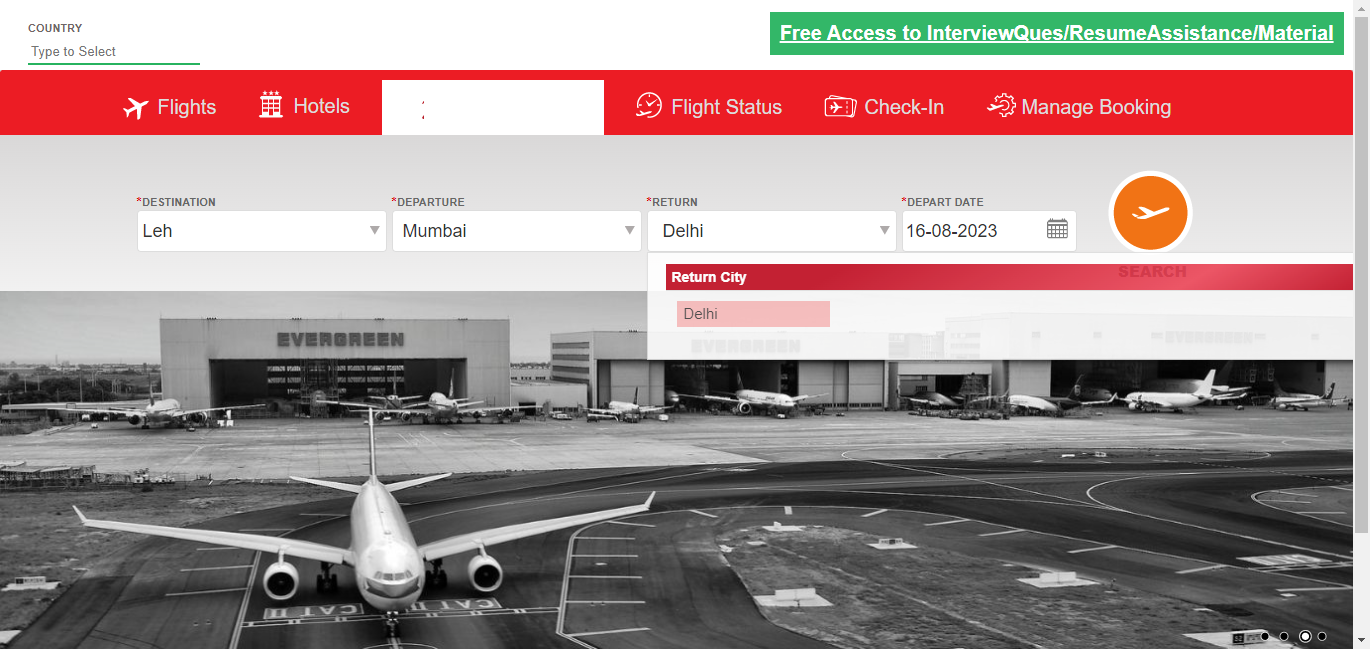 COUNTRY
Type to Select
Free Access to InterviewQues/ResumeAssistance/Material
Flights
Hotels
Flight Status
Check-In
Manage Booking
*DESTINATION
*DEPARTURE
*RETURN
*DEPART DATE
Leh
Mumbai
Delhi
16-08-2023
SEARCH
Return City
Delhi
EVERGREEN
EVERGREEN
EVERGREEN
CAT II
CAT II